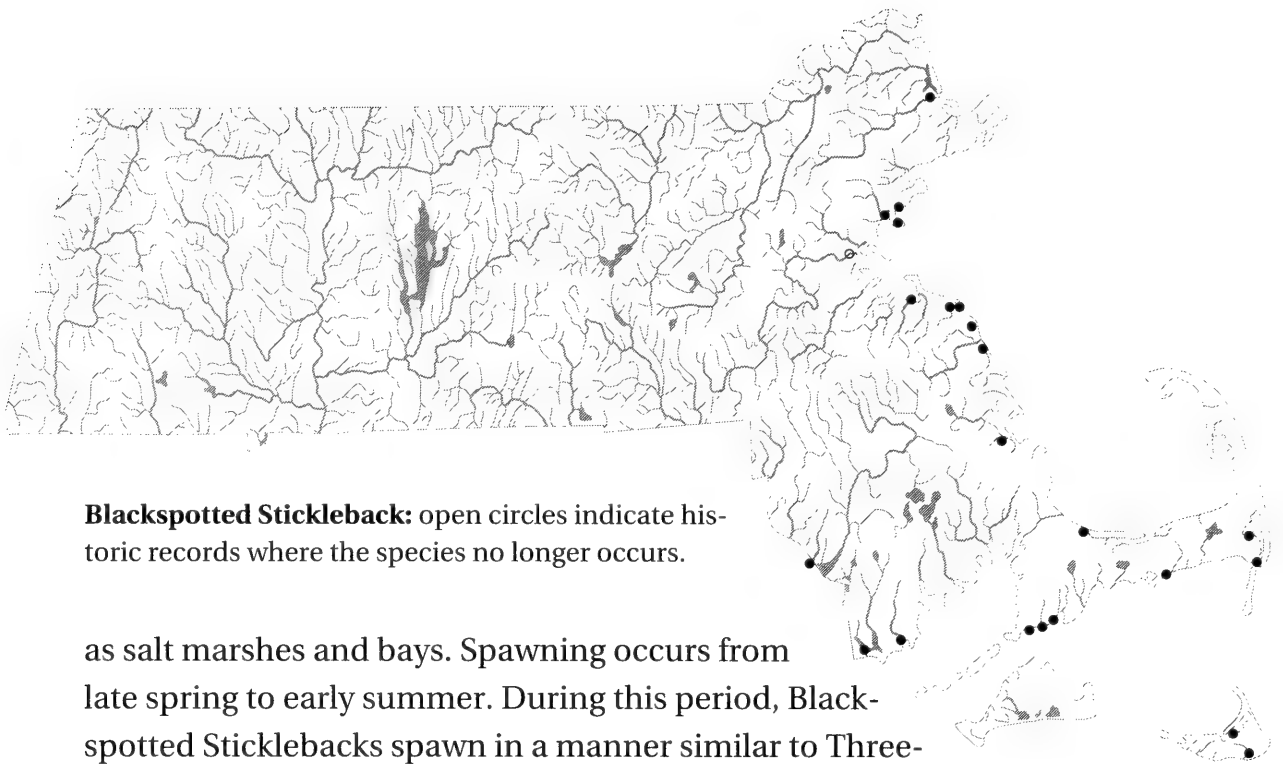 Blackspotted Stickleback: open circles indicate his-
toric records where the species no longer occurs.
as salt marshes and bays. Spawning occurs from
late spring to early summer. During this period, Black-
spotted Sticklebacks spawn in a manner similar to Three-